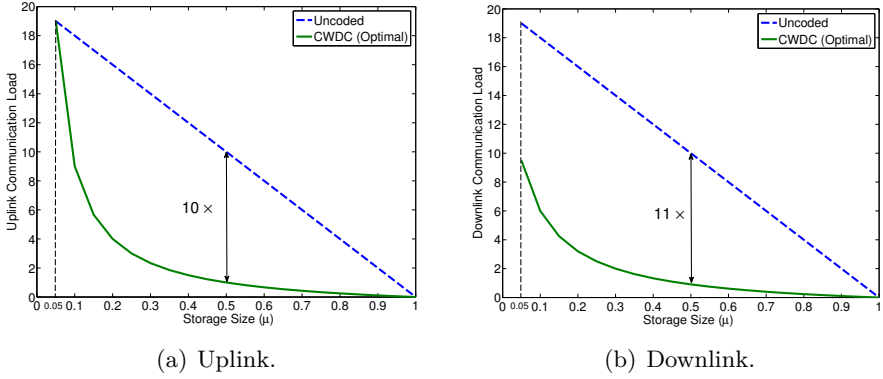 20
18
16
14
12
10
8
6
4
2
0
Uplink Communication Load
Uncoded
CWDC (Optimal)
10 ×
0 0.05 0.1 0.2 0.3 0.4 0.5 0.6 0.7 0.8 0.9 1
Storage Size (μ)
(a) Uplink.
20
18
16
14
12
10
8
6
4
2
0
Downlink Communication Load
Uncoded
CWDC (Optimal)
11 ×
0 0.05 0.1 0.2 0.3 0.4 0.5 0.6 0.7 0.8 0.9 1
Storage Size (μ)
(b) Downlink.